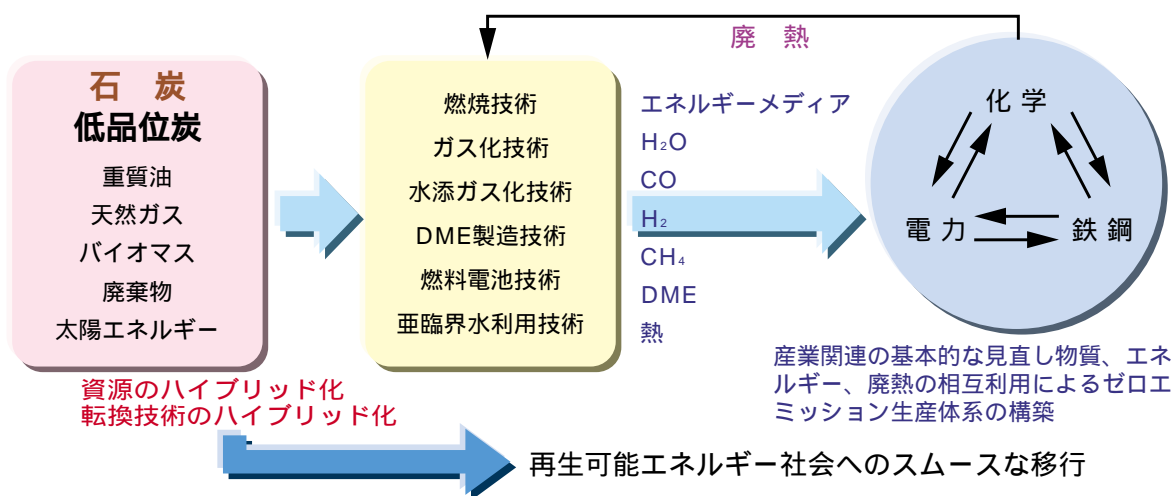 廃 熱
石 炭
低品位炭
重質油
天然ガス
バイオマス
廃棄物
太陽エネルギー
燃焼技術
ガス化技術
水添ガス化技術
DME製造技術
燃料電池技術
亜臨界水利用技術
エネルギーメディア
H₂O
CO
H₂
CH₄
DME
熱
化 学
電 力
鉄 鋼
資源のハイブリッド化
転換技術のハイブリッド化
産業関連の基本的な見直し物質、エネ
ルギー、廃熱の相互利用によるゼロエ
ミッション生産体系の構築
再生可能エネルギー社会へのスムースな移行